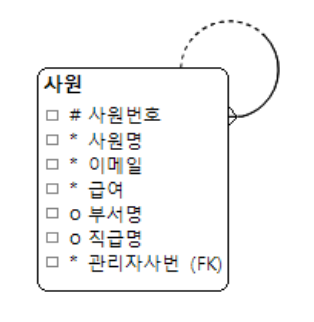 사원
# 사원번호
* 사원명
* 이메일
* 급여
o 부서명
o 직급명
* 관리자사번 (FK)